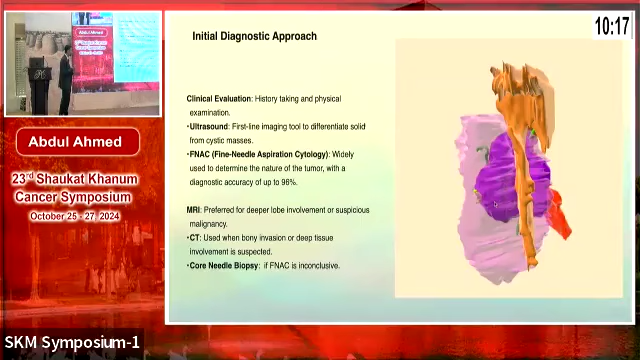 10:17
Initial Diagnostic Approach
Clinical Evaluation: History taking and physical
examination.
•Ultrasound: First-line imaging tool to differentiate solid
from cystic masses.
•FNAC (Fine-Needle Aspiration Cytology): Widely
used to determine the nature of the tumor, with a
diagnostic accuracy of up to 96%.
MRI: Preferred for deeper lobe involvement or suspicious
malignancy.
•CT: Used when bony invasion or deep tissue
involvement is suspected.
•Core Needle Biopsy: if FNAC is inconclusive.
Abdul Ahmed
23rd Shaukat Khanum
Cancer Symposium
October 25 - 27, 2024
SKM Symposium-1